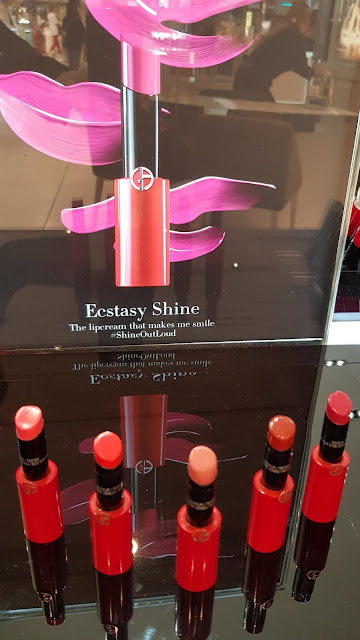 Ecstasy Shine
The lipcream that makes me smile
#ShineOutLoud